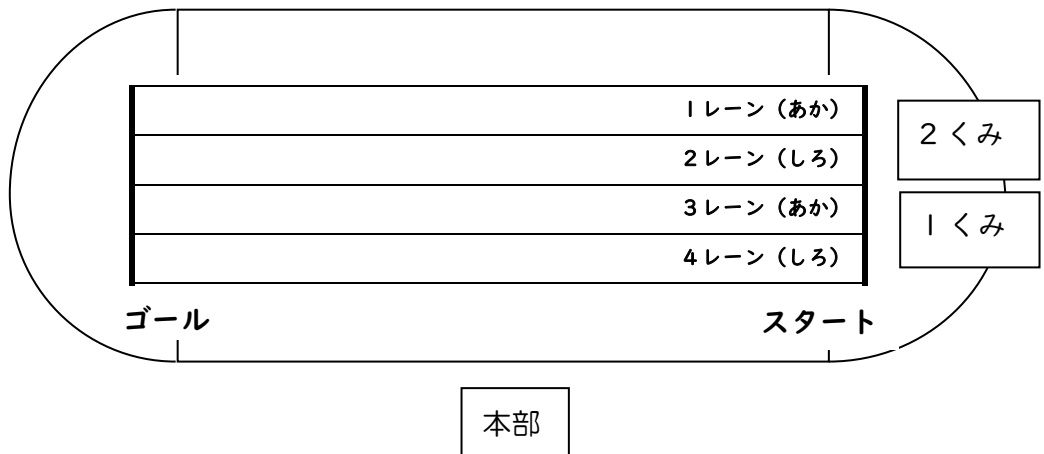 1レーン（あか）
2レーン（しろ）
3レーン（あか）
4レーン（しろ）
2くみ
1くみ
ゴール
スタート
本部